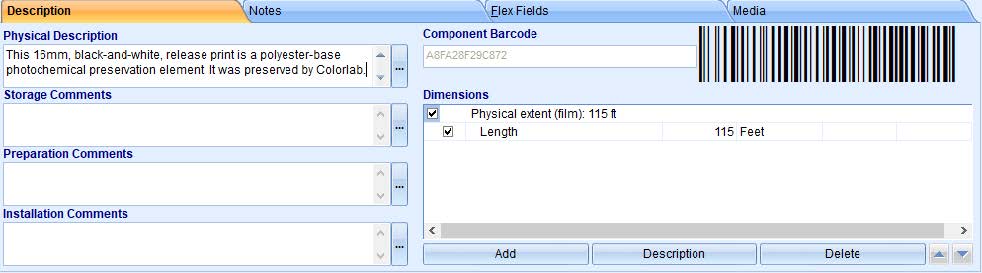 Description Notes Flex Fields Media
Physical Description
This 16mm, black-and-white, release print is a polyester-base
photochemical preservation element. It was preserved by Colorlab.
...
Storage Comments
...
Preparation Comments
...
Installation Comments
...
Component Barcode
A8FA28F29C872
Dimensions
Physical extent (film): 115 ft
Length 115 Feet
Add Description Delete